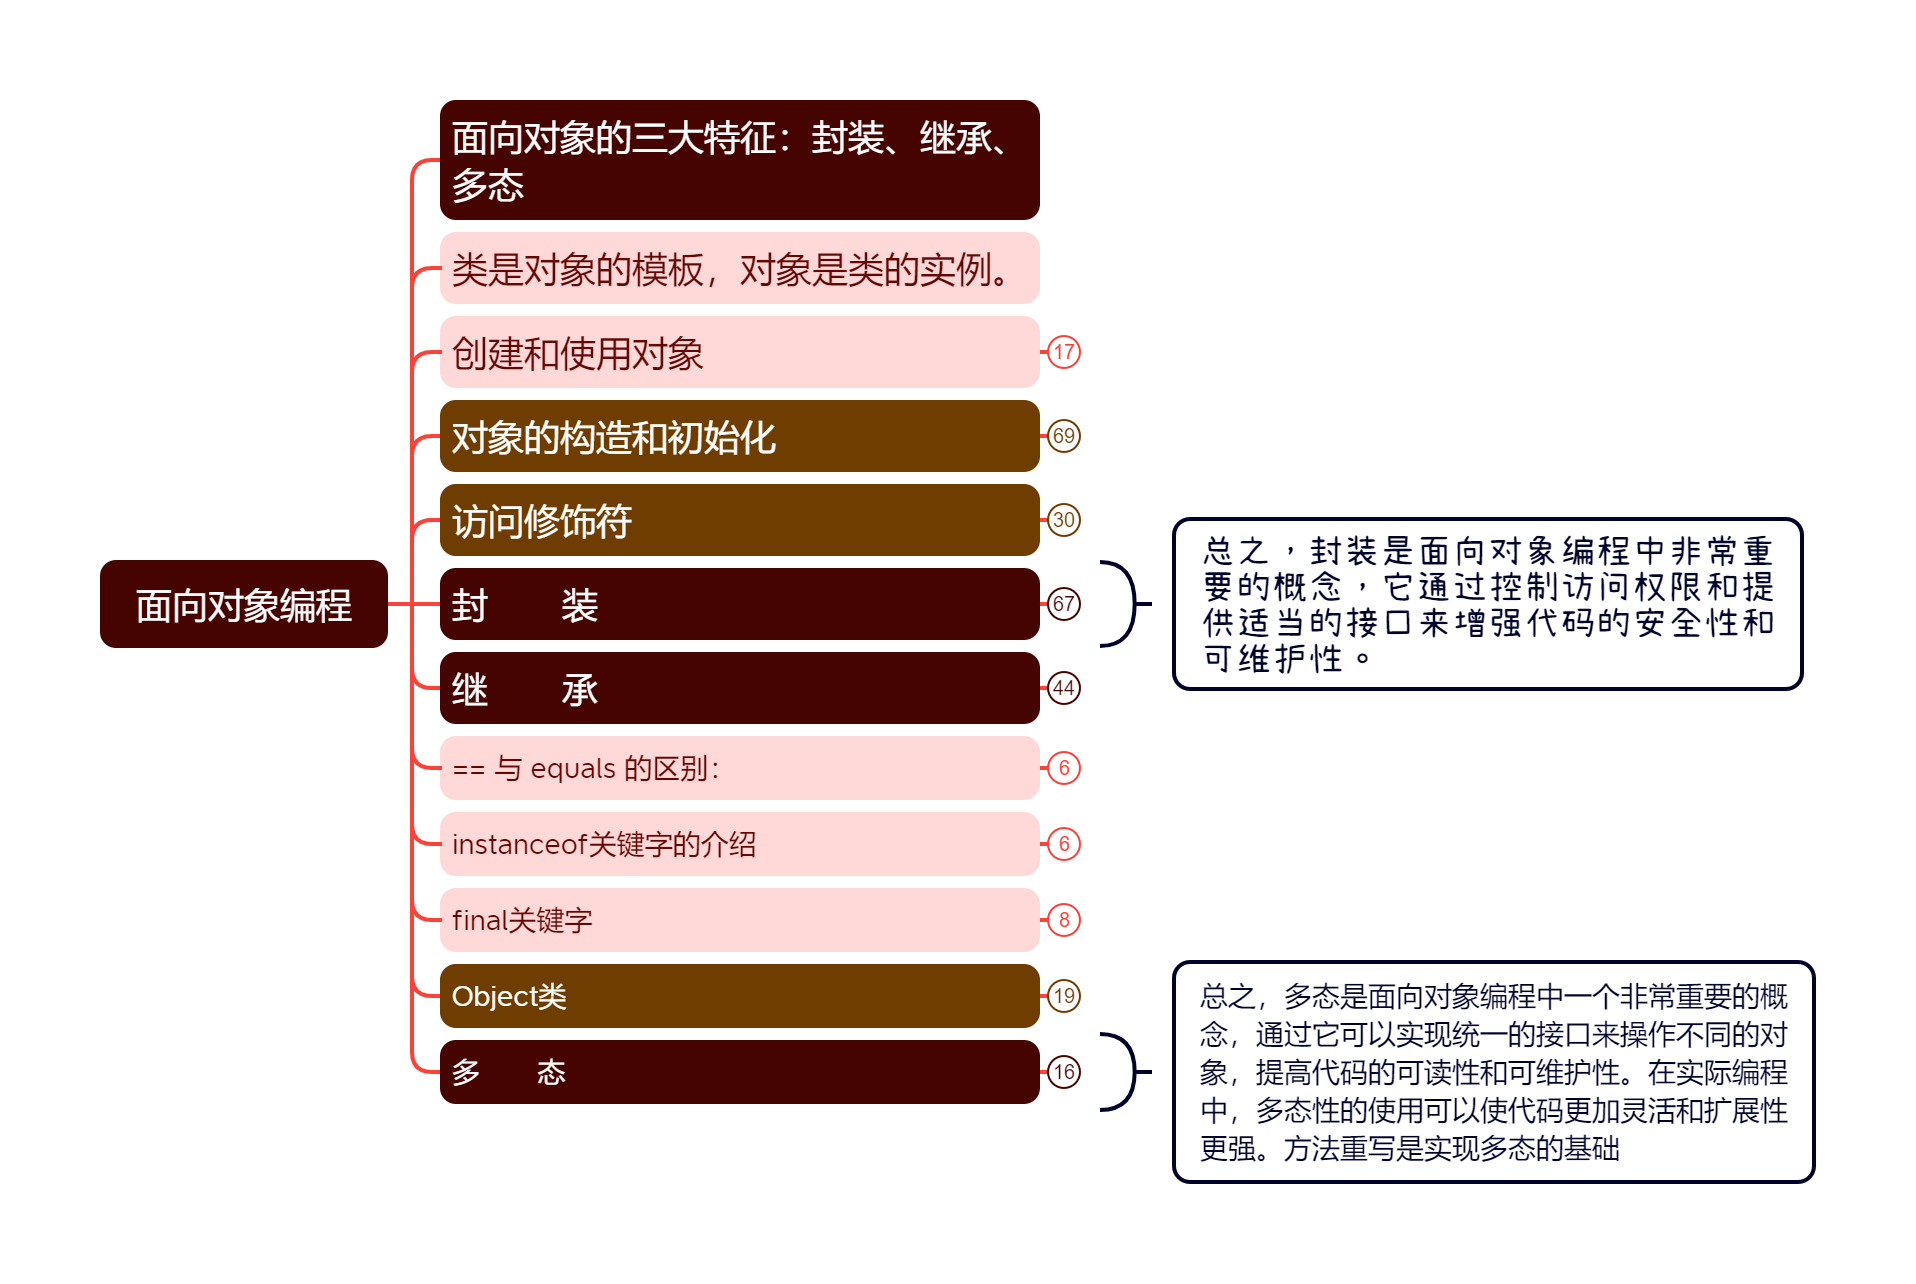 面向对象的三大特征：封装、继承、
多态
类是对象的模板，对象是类的实例。
创建和使用对象
17
对象的构造和初始化
69
访问修饰符
30
面向对象编程
封 装
67
总之，封装是面向对象编程中非常重
要的概念，它通过控制访问权限和提
供适当的接口来增强代码的安全性和
可维护性。
继 承
44
== 与 equals 的区别：
6
instanceof关键字的介绍
6
final关键字
8
Object类
19
多 态
16
总之，多态是面向对象编程中一个非常重要的概
念，通过它可以实现统一的接口来操作不同的对
象，提高代码的可读性和可维护性。在实际编程
中，多态性的使用可以使代码更加灵活和扩展性
更强。方法重写是实现多态的基础